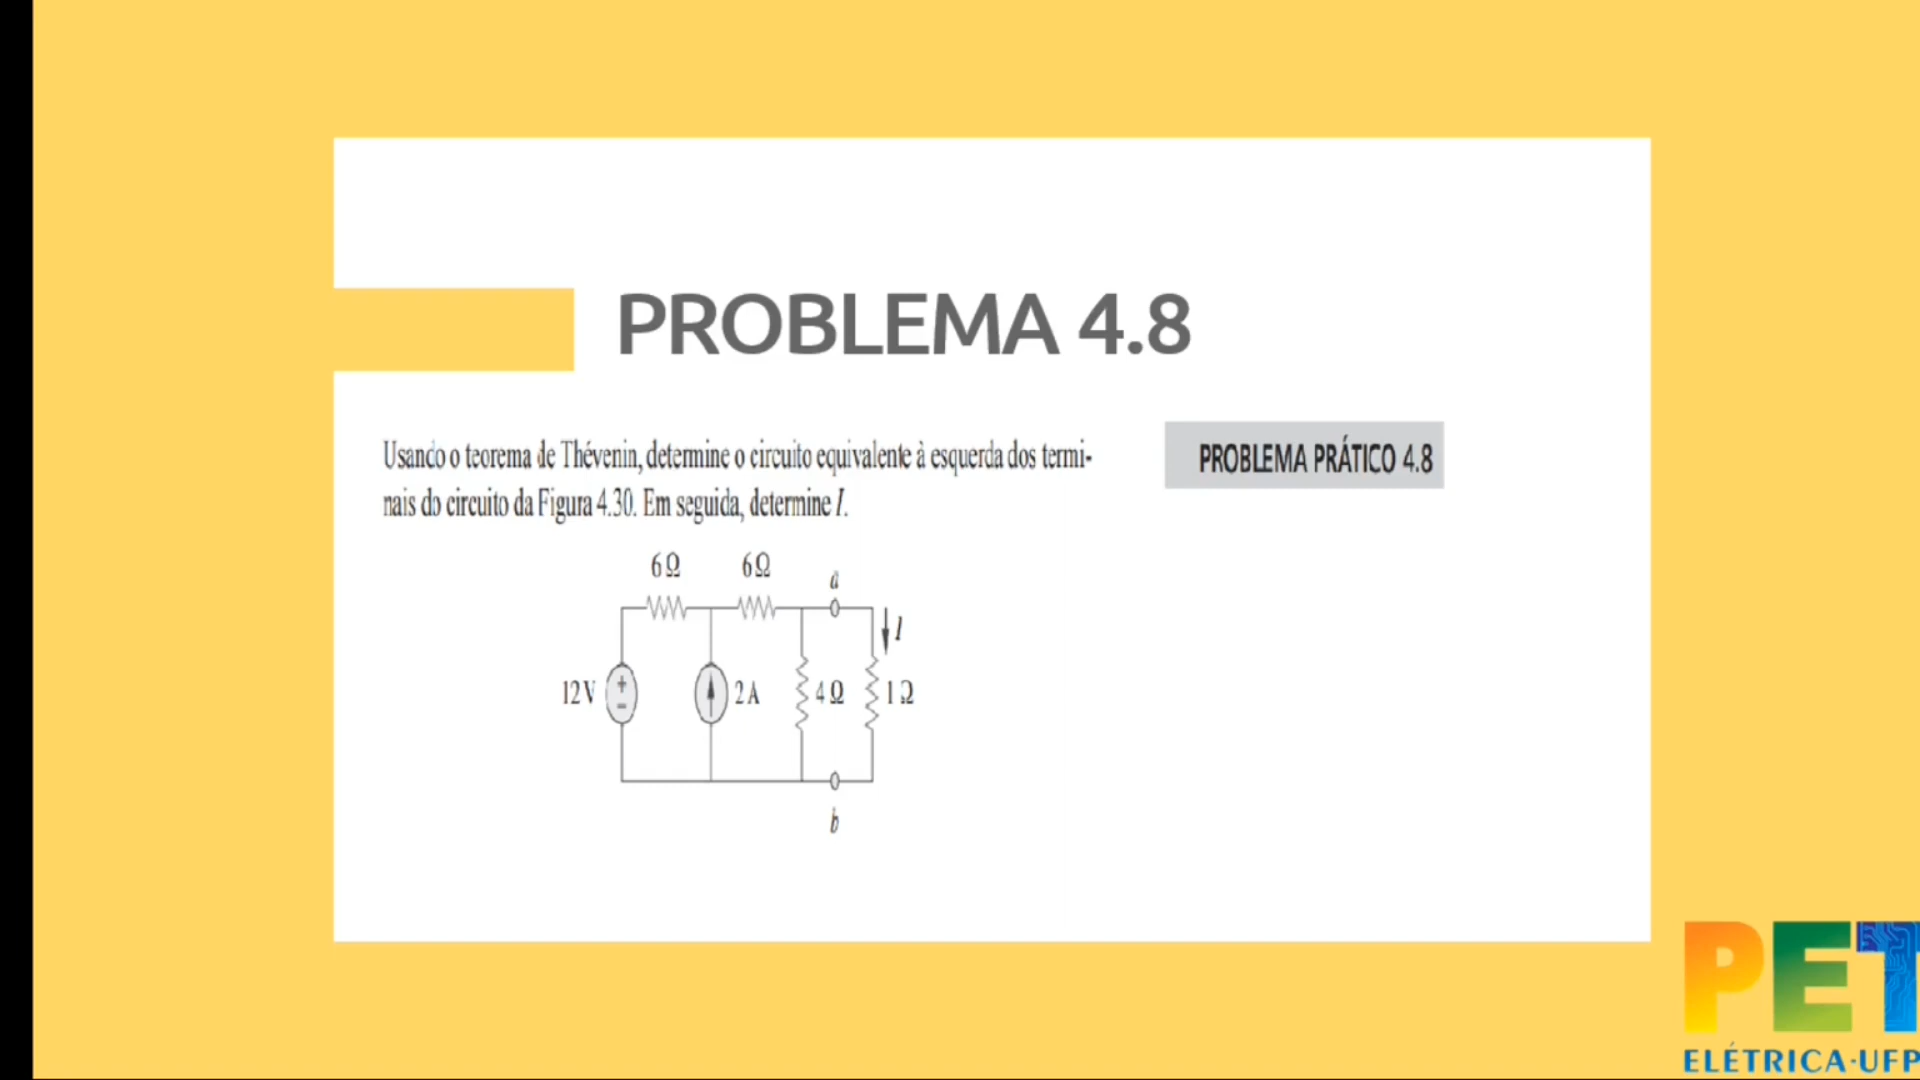 PROBLEMA 4.8
Usando o teorema de Thévenin, determine o circuito equivalente à esquerda dos termi-
nais do circuito da Figura 4.30. Em seguida, determine I.
PROBLEMA PRÁTICO 4.8
6 Ω 6 Ω
a
I
12 V + − 2 A 4 Ω 1 Ω
b
PET
ELÉTRICA-UFP